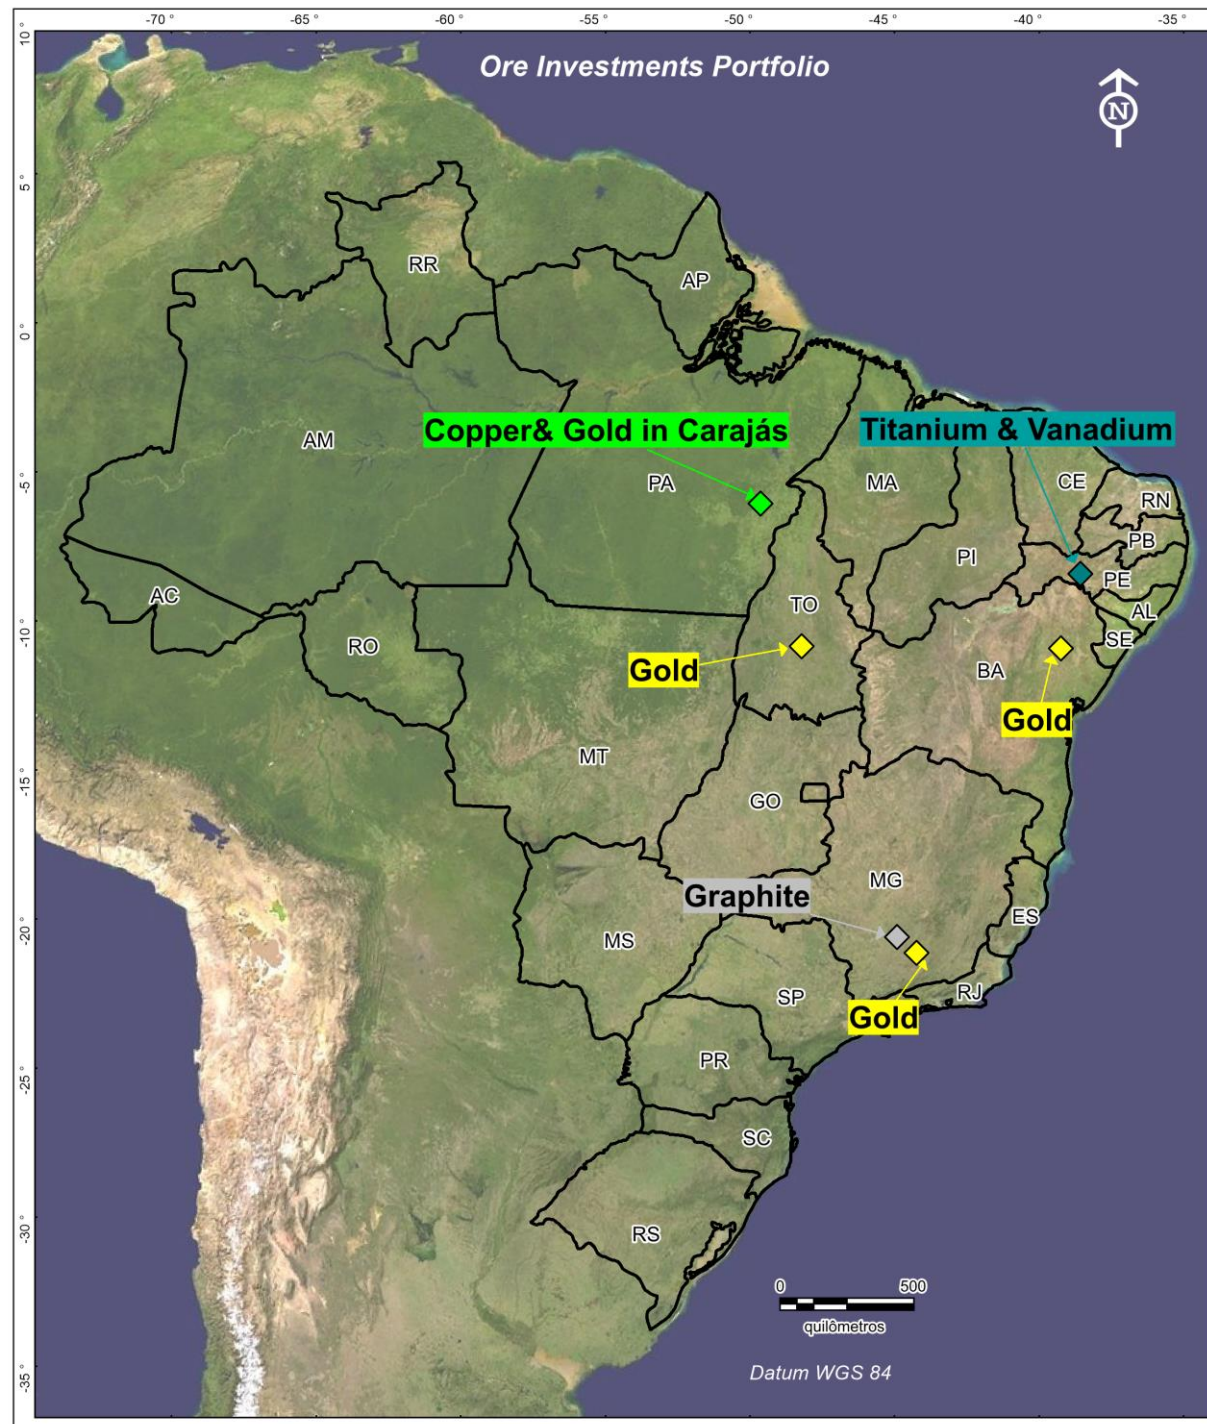 -70 °
-65 °
-60 °
-55 °
-50 °
-45 °
-40 °
-35 °
10 °
Ore Investments Portfolio
N
5 °
RR
AP
0 °
Copper& Gold in Carajás
Titanium & Vanadium
AM
PA
MA
CE
-5 °
RN
PB
PI
PE
AC
TO
AL
-10 °
RO
SE
Gold
BA
Gold
MT
-15 °
GO
MG
Graphite
ES
-20 °
MS
RJ
SP
Gold
PR
-25 °
SC
-30 °
RS
0
500
quilômetros
-35 °
Datum WGS 84